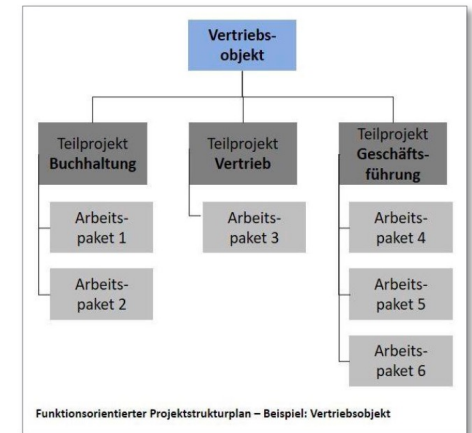 Vertriebs-
objekt
Teilprojekt
Buchhaltung
Arbeits-
paket 1
Arbeits-
paket 2
Teilprojekt
Vertrieb
Arbeits-
paket 3
Teilprojekt
Geschäfts-
führung
Arbeits-
paket 4
Arbeits-
paket 5
Arbeits-
paket 6
Funktionsorientierter Projektstrukturplan – Beispiel: Vertriebsobjekt